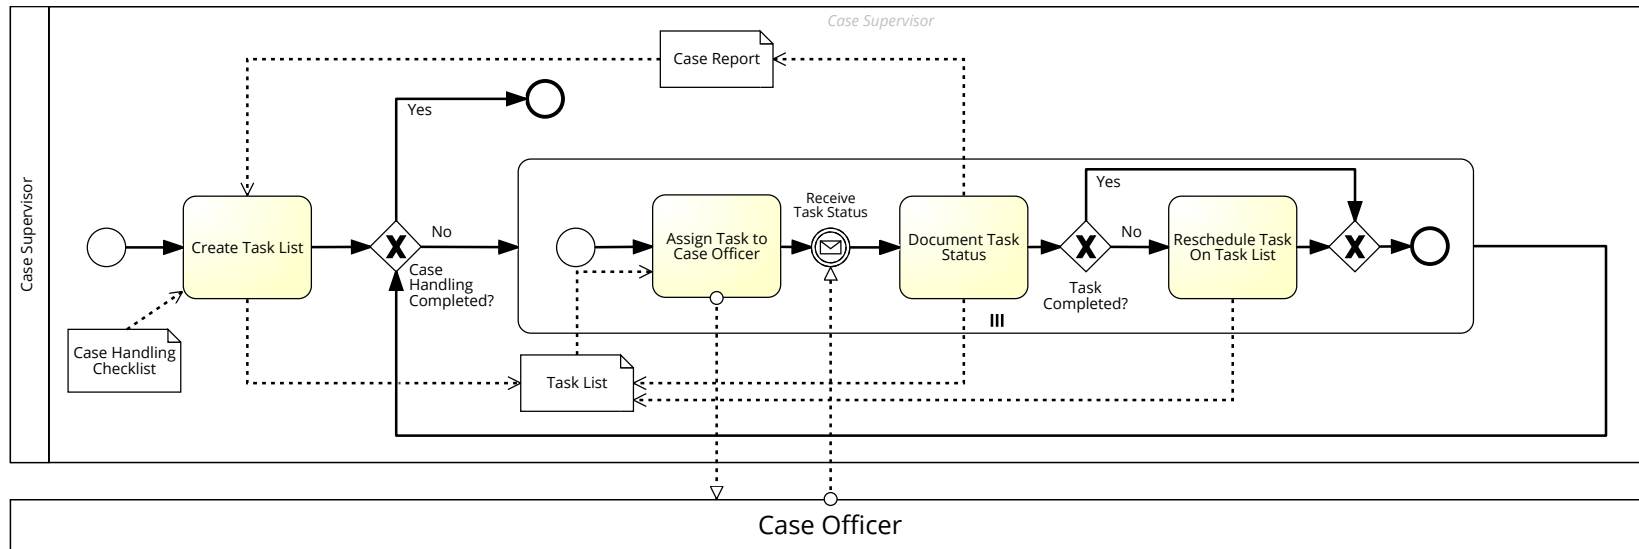 Case Supervisor
Case Supervisor
Case Report
Yes
Receive
Task Status
Yes
Create Task List
No
Case
Handling
Completed?
Assign Task to
Case Officer
Document Task
Status
No
Task
Completed?
Reschedule Task
On Task List
Case Handling
Checklist
Task List
Case Officer